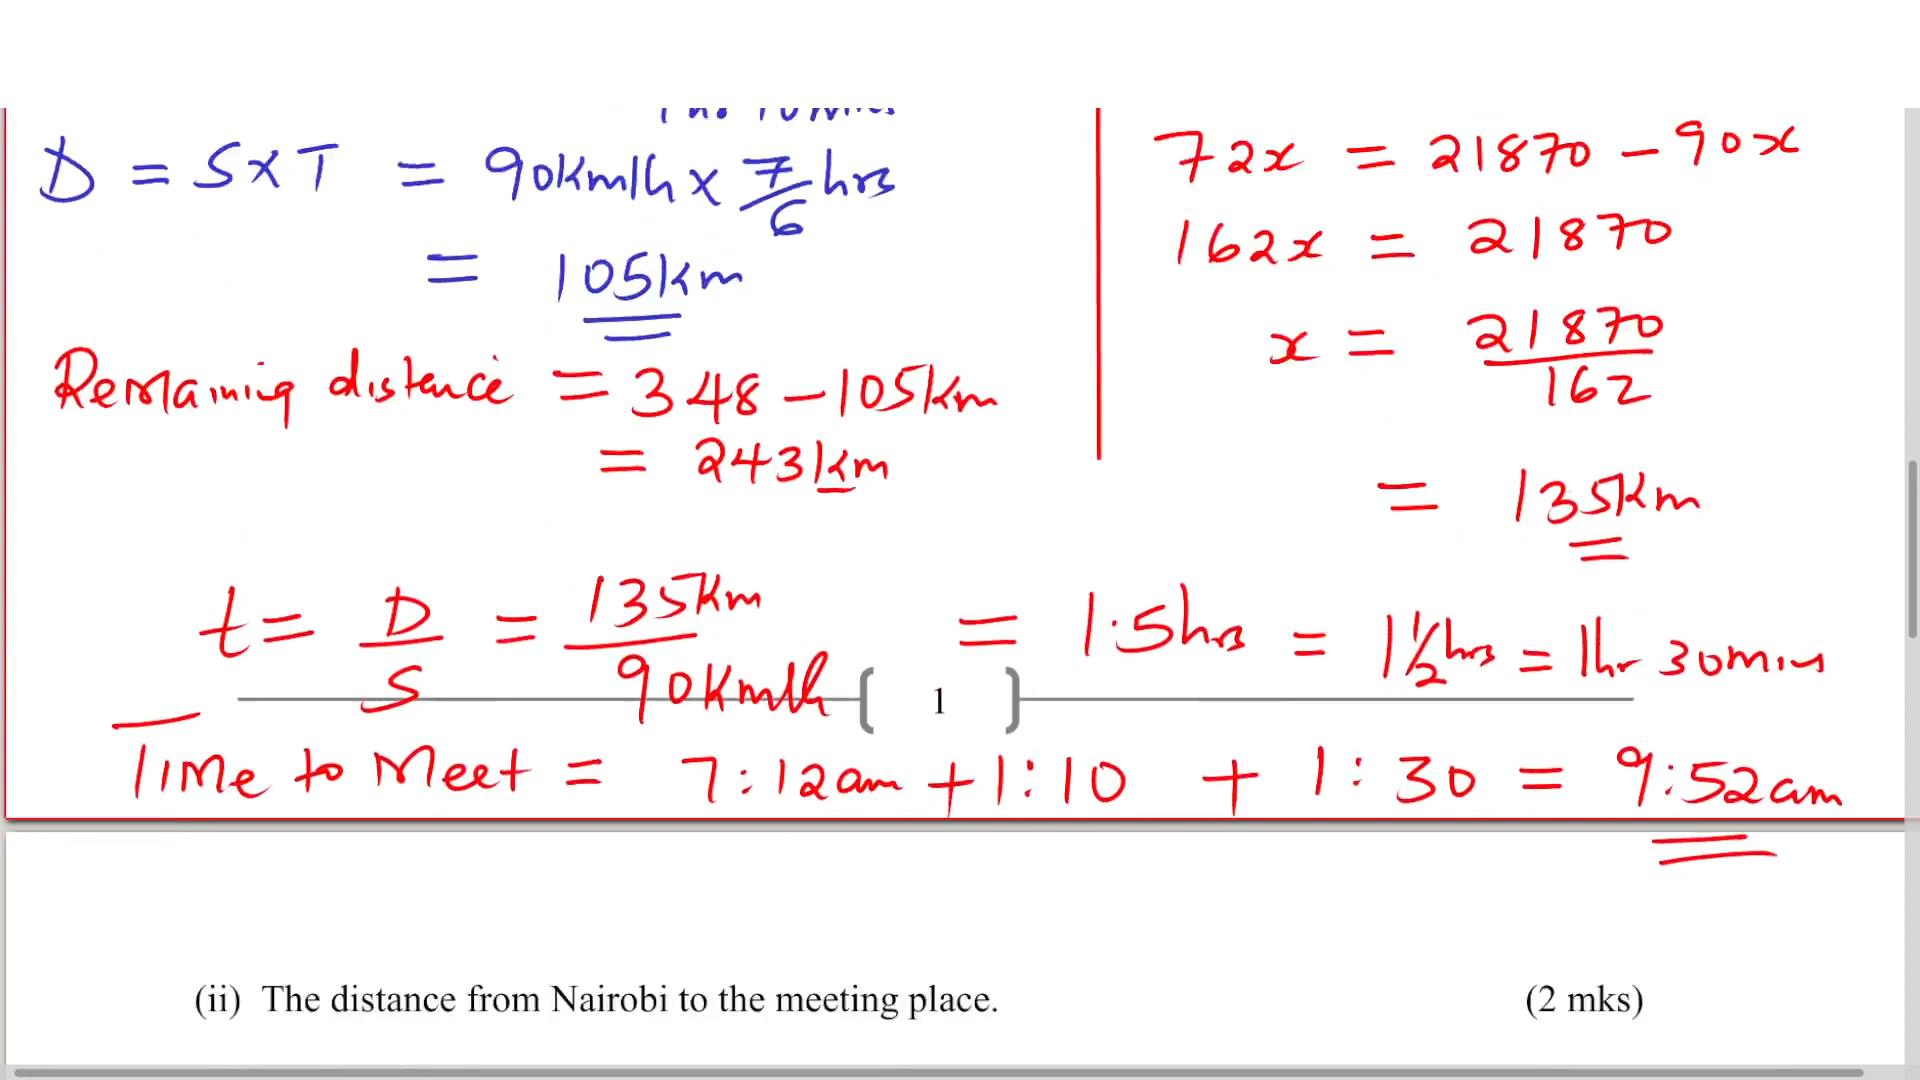 D = S x T = 90km/h x 7/6 hrs
= 105km
Remaining distance = 348 - 105km
= 243km
72x = 21870 - 90x
162x = 21870
x = 21870/162
= 135km
t = D/S = 135km/90km/h = 1.5hrs = 1½hrs = 1hr 30mins
1
Time to Meet = 7:12am + 1:10 + 1:30 = 9:52am
(ii) The distance from Nairobi to the meeting place. (2 mks)